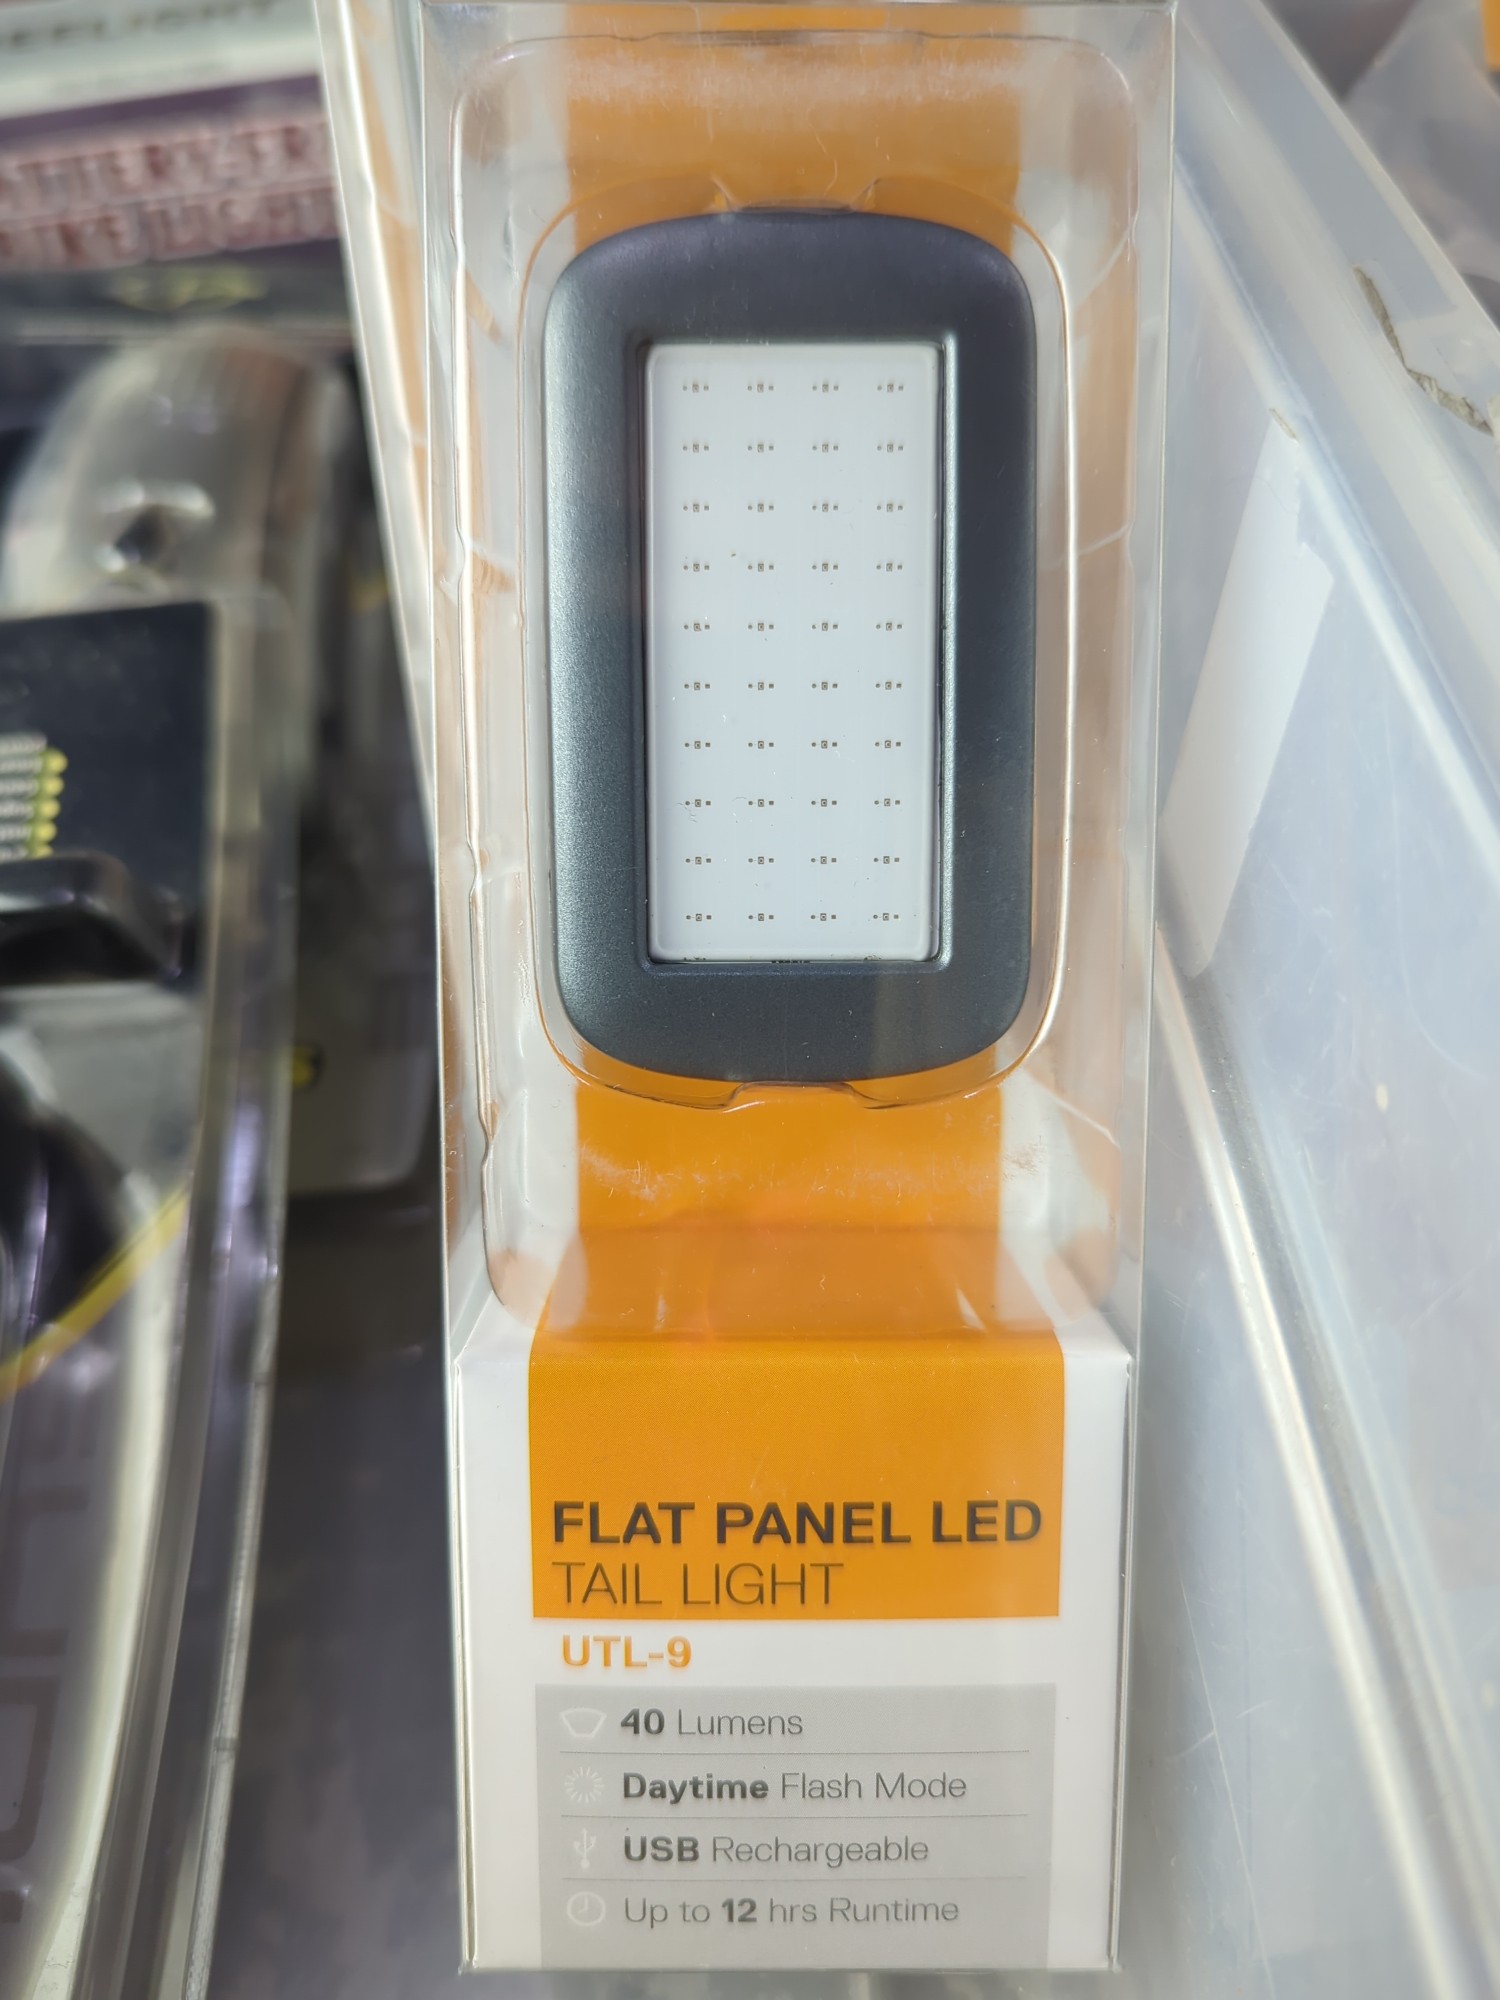 FLAT PANEL LED
TAIL LIGHT
UTL-9
40 Lumens
Daytime Flash Mode
USB Rechargeable
Up to 12 hrs Runtime